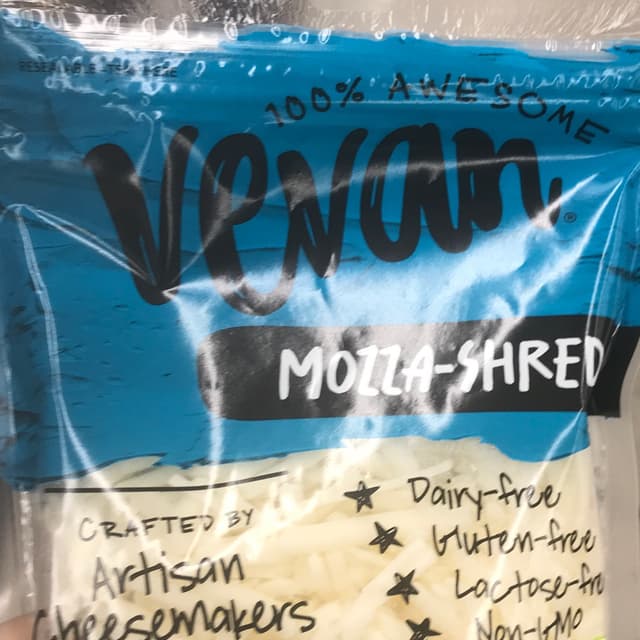 100% AWESOME
Vevan®
MOZZA-SHRED
CRAFTED BY
Artisan
Cheesemakers
Dairy-free
Gluten-free
Lactose-fre
Non-GMO